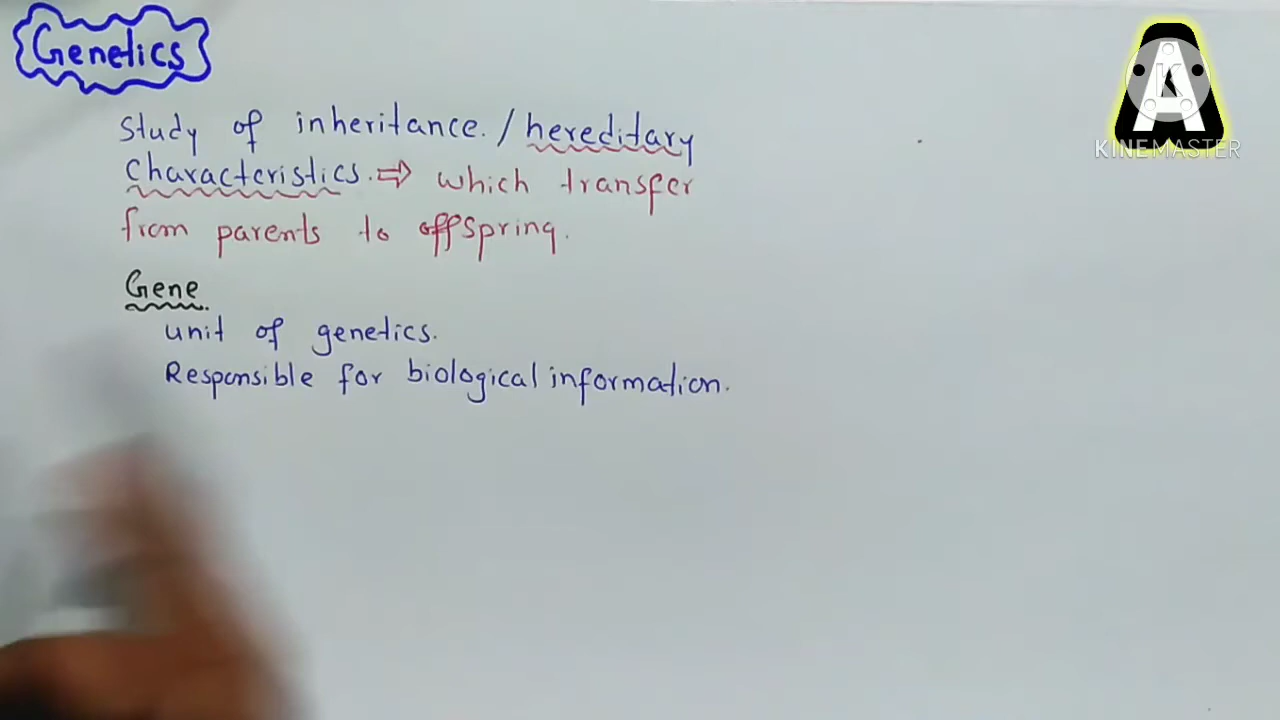 Genetics
A
K
KINEMASTER
Study of inheritance. / hereditary
Characteristics. ⇒ which transfer
from parents to offspring.
Gene
unit of genetics.
Responsible for biological information.